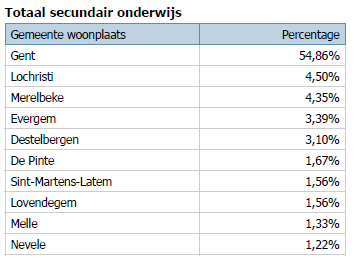 Totaal secundair onderwijs
Gemeente woonplaats Percentage
Gent 54,86%
Lochristi 4,50%
Merelbeke 4,35%
Evergem 3,39%
Destelbergen 3,10%
De Pinte 1,67%
Sint-Martens-Latem 1,56%
Lovendegem 1,56%
Melle 1,33%
Nevele 1,22%